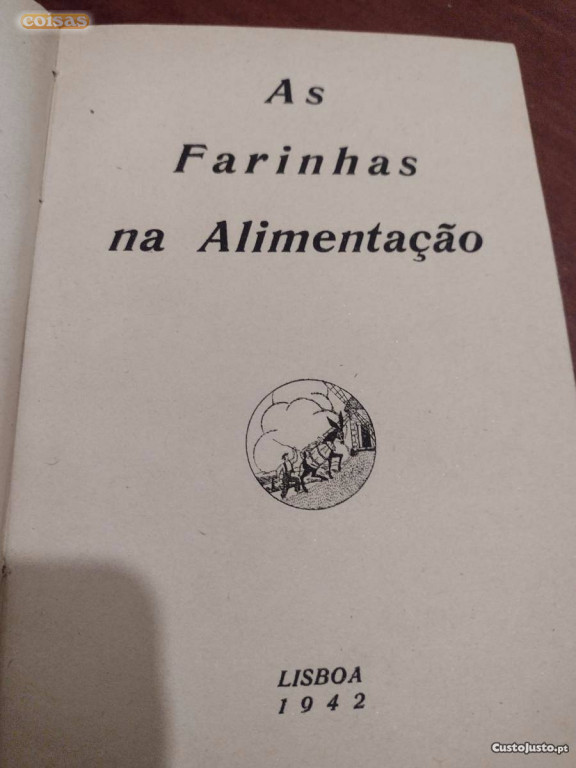 coisas
As
Farinhas
na Alimentação
LISBOA
1942
CustoJusto.pt